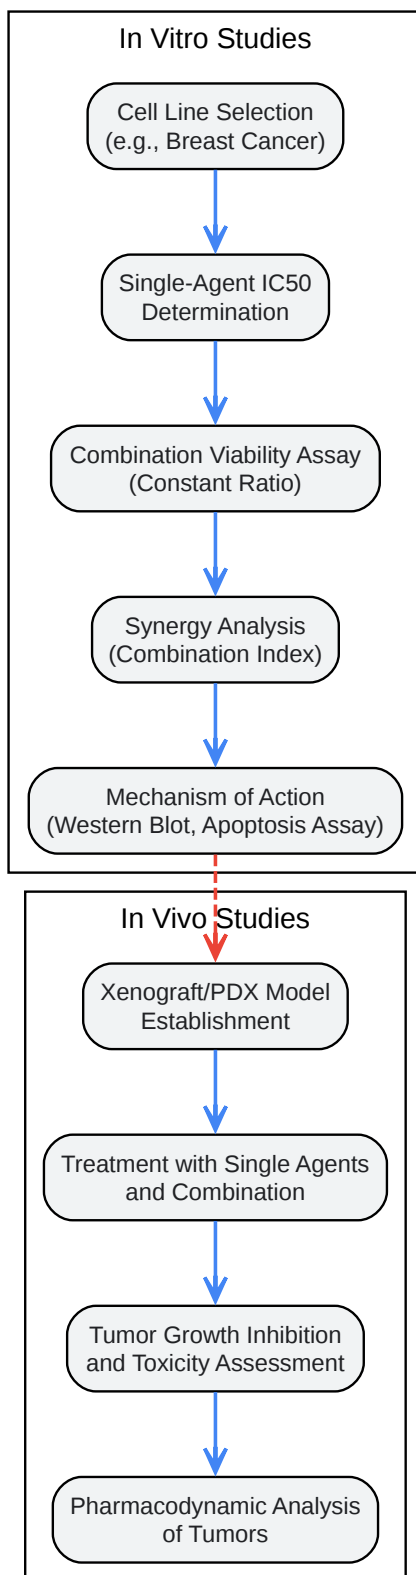 In Vitro Studies
Cell Line Selection
(e.g., Breast Cancer)
Single-Agent IC50
Determination
Combination Viability Assay
(Constant Ratio)
Synergy Analysis
(Combination Index)
Mechanism of Action
(Western Blot, Apoptosis Assay)
In Vivo Studies
Xenograft/PDX Model
Establishment
Treatment with Single Agents
and Combination
Tumor Growth Inhibition
and Toxicity Assessment
Pharmacodynamic Analysis
of Tumors